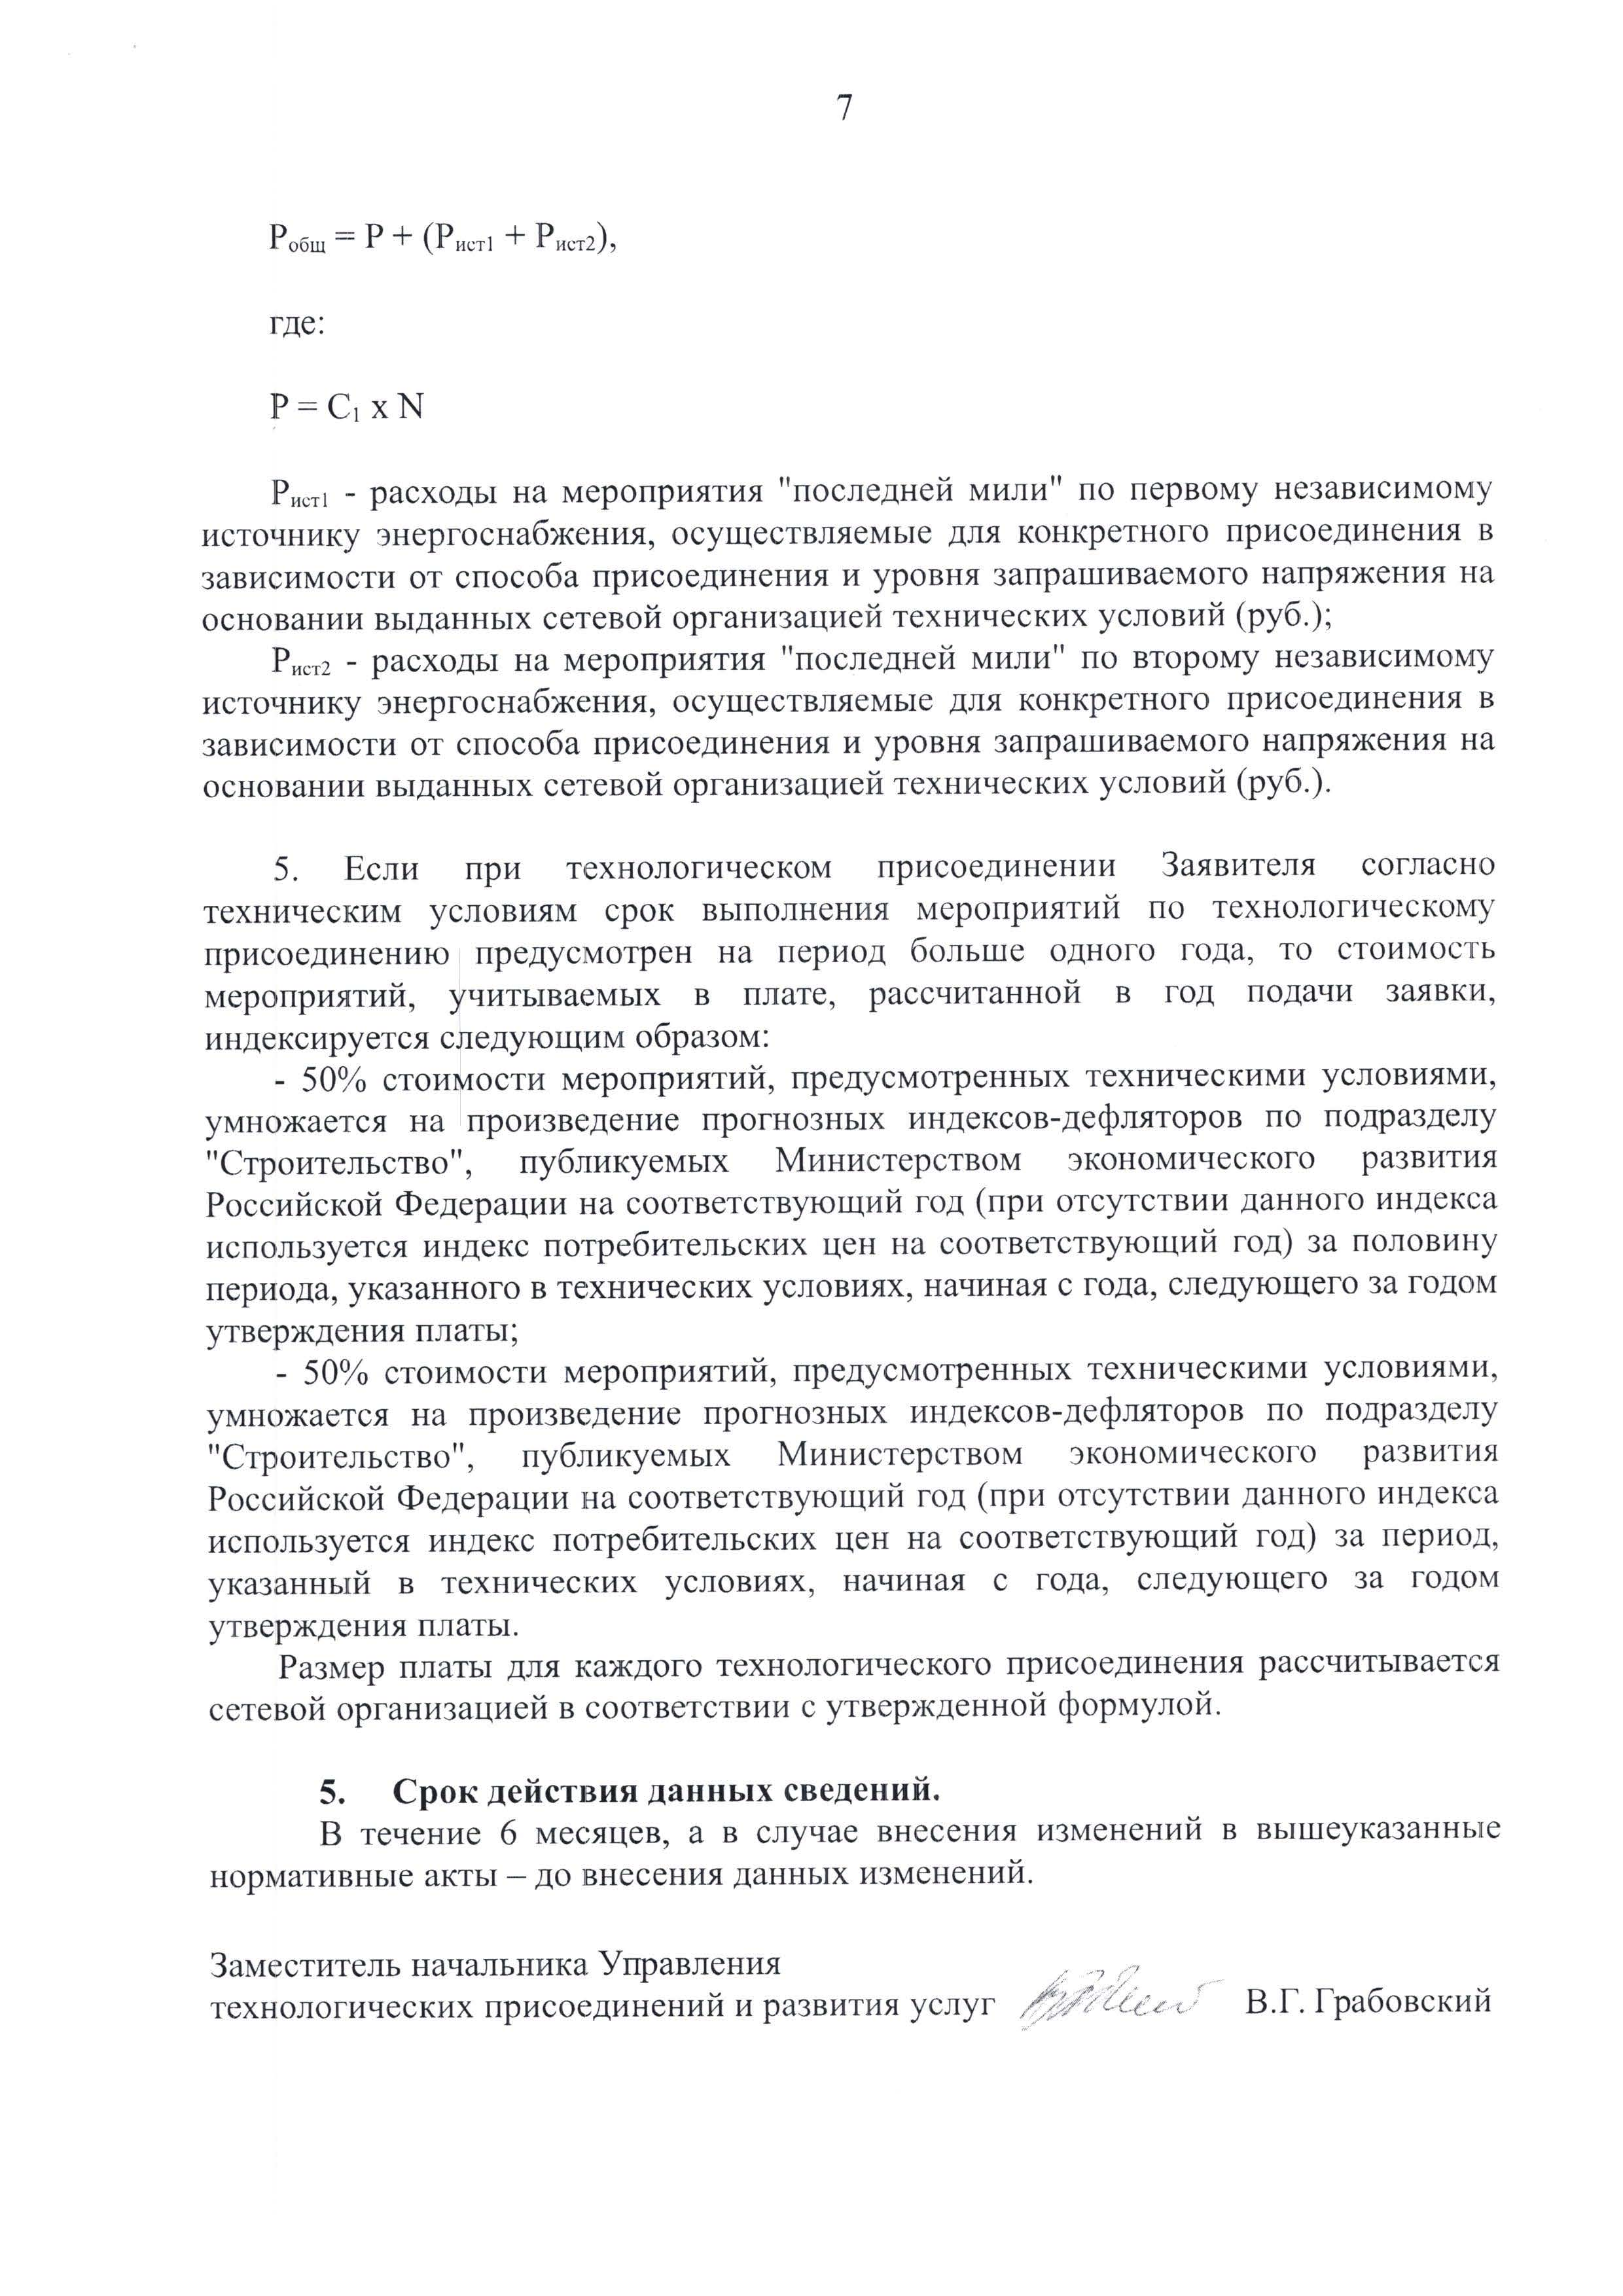 7
Р общ = Р + (Р ист1 + Р ист2),
где:
Р = С1 х N
Р ист1 - расходы на мероприятия "последней мили" по первому независимому
источнику энергоснабжения, осуществляемые для конкретного присоединения в
зависимости от способа присоединения и уровня запрашиваемого напряжения на
основании выданных сетевой организацией технических условий (руб.);
Р ист2 - расходы на мероприятия "последней мили" по второму независимому
источнику энергоснабжения, осуществляемые для конкретного присоединения в
зависимости от способа присоединения и уровня запрашиваемого напряжения на
основании выданных сетевой организацией технических условий (руб.).
5. Если при технологическом присоединении Заявителя согласно
техническим условиям срок выполнения мероприятий по технологическому
присоединению предусмотрен на период больше одного года, то стоимость
мероприятий, учитываемых в плате, рассчитанной в год подачи заявки,
индексируется следующим образом:
- 50% стоимости мероприятий, предусмотренных техническими условиями,
умножается на произведение прогнозных индексов-дефляторов по подразделу
"Строительство", публикуемых Министерством экономического развития
Российской Федерации на соответствующий год (при отсутствии данного индекса
используется индекс потребительских цен на соответствующий год) за половину
периода, указанного в технических условиях, начиная с года, следующего за годом
утверждения платы;
- 50% стоимости мероприятий, предусмотренных техническими условиями,
умножается на произведение прогнозных индексов-дефляторов по подразделу
"Строительство", публикуемых Министерством экономического развития
Российской Федерации на соответствующий год (при отсутствии данного индекса
используется индекс потребительских цен на соответствующий год) за период,
указанный в технических условиях, начиная с года, следующего за годом
утверждения платы.
Размер платы для каждого технологического присоединения рассчитывается
сетевой организацией в соответствии с утвержденной формулой.
5. Срок действия данных сведений.
В течение 6 месяцев, а в случае внесения изменений в вышеуказанные
нормативные акты – до внесения данных изменений.
Заместитель начальника Управления
технологических присоединений и развития услуг В.Г. Грабовский